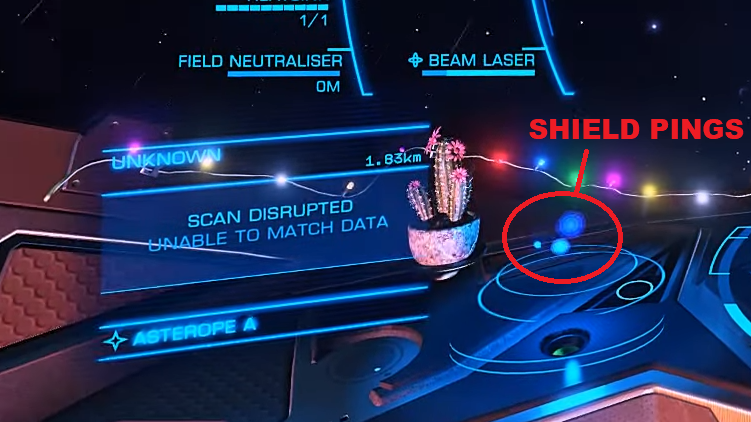 1/1
FIELD NEUTRALISER
0M
BEAM LASER
SHIELD PINGS
UNKNOWN
1.83km
SCAN DISRUPTED
UNABLE TO MATCH DATA
ASTEROPE A